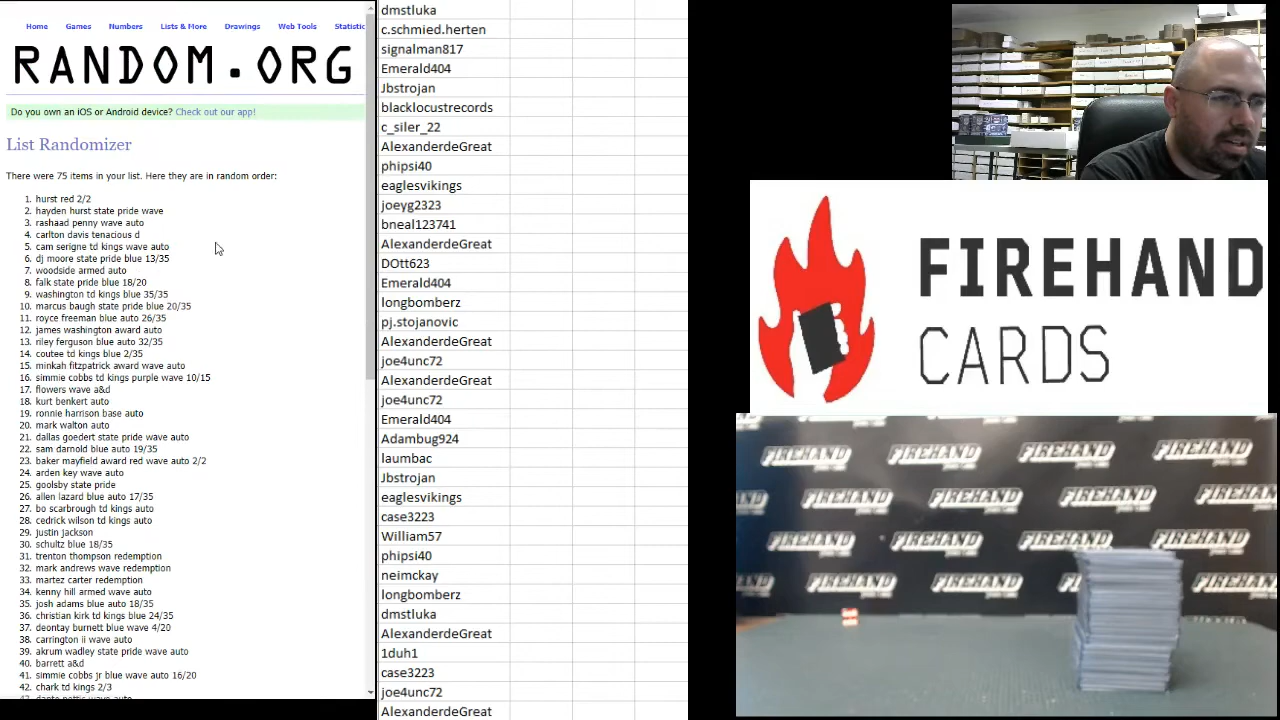 Home Games Numbers Lists & More Drawings Web Tools Statistic
RANDOM.ORG
Do you own an iOS or Android device? Check out our app!
List Randomizer
There were 75 items in your list. Here they are in random order:
1. hurst red 2/2
2. hayden hurst state pride wave
3. rashaad penny wave auto
4. carlton davis tenacious d
5. cam serigne td kings wave auto
6. dj moore state pride blue 13/35
7. woodside armed auto
8. falk state pride blue 18/20
9. washington td kings blue 35/35
10. marcus baugh state pride blue 20/35
11. royce freeman blue auto 26/35
12. james washington award auto
13. riley ferguson blue auto 32/35
14. coutee td kings blue 2/35
15. minkah fitzpatrick award wave auto
16. simmie cobbs td kings purple wave 10/15
17. flowers wave a&d
18. kurt benkert auto
19. ronnie harrison base auto
20. mark walton auto
21. dallas goedert state pride wave auto
22. sam darnold blue auto 19/35
23. baker mayfield award red wave auto 2/2
24. arden key wave auto
25. goolsby state pride
26. allen lazard blue auto 17/35
27. bo scarbrough td kings auto
28. cedrick wilson td kings auto
29. justin jackson
30. schultz blue 18/35
31. trenton thompson redemption
32. mark andrews wave redemption
33. martez carter redemption
34. kenny hill armed wave auto
35. josh adams blue auto 18/35
36. christian kirk td kings blue 24/35
37. deontay burnett blue wave 4/20
38. carrington ii wave auto
39. akrum wadley state pride wave auto
40. barrett a&d
41. simmie cobbs jr blue wave auto 16/20
42. chark td kings 2/3
dmstluka
c.schmied.herten
signalman817
Emerald404
Jbstrojan
blacklocustrecords
c_siler_22
AlexanderdeGreat
phipsi40
eaglesvikings
joeyg2323
bneal123741
AlexanderdeGreat
DOtt623
Emerald404
longbomberz
pj.stojanovic
AlexanderdeGreat
joe4unc72
AlexanderdeGreat
joe4unc72
Emerald404
Adambug924
laumbac
Jbstrojan
eaglesvikings
case3223
William57
phipsi40
neimckay
longbomberz
dmstluka
AlexanderdeGreat
1duh1
case3223
joe4unc72
AlexanderdeGreat
FIREHAND
CARDS
FIREHAND FIREHAND FIREHAND FIREHAND
FIREHAND FIREHAND FIREHAND
FIREHAND FIREHAND FIREHAND FIREHAND
FIREHAND FIREHAND FIREHAND